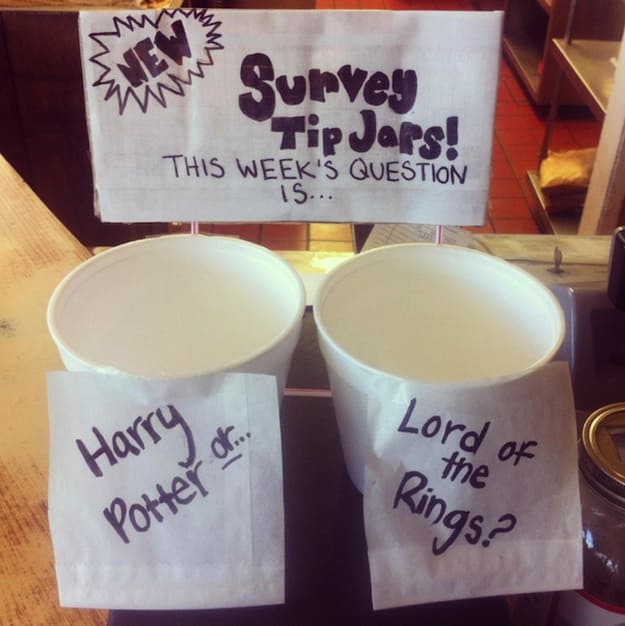 NEW
Survey
Tip Jars!
THIS WEEK'S QUESTION
IS...
Harry
Potter or...
Lord of
the
Rings?